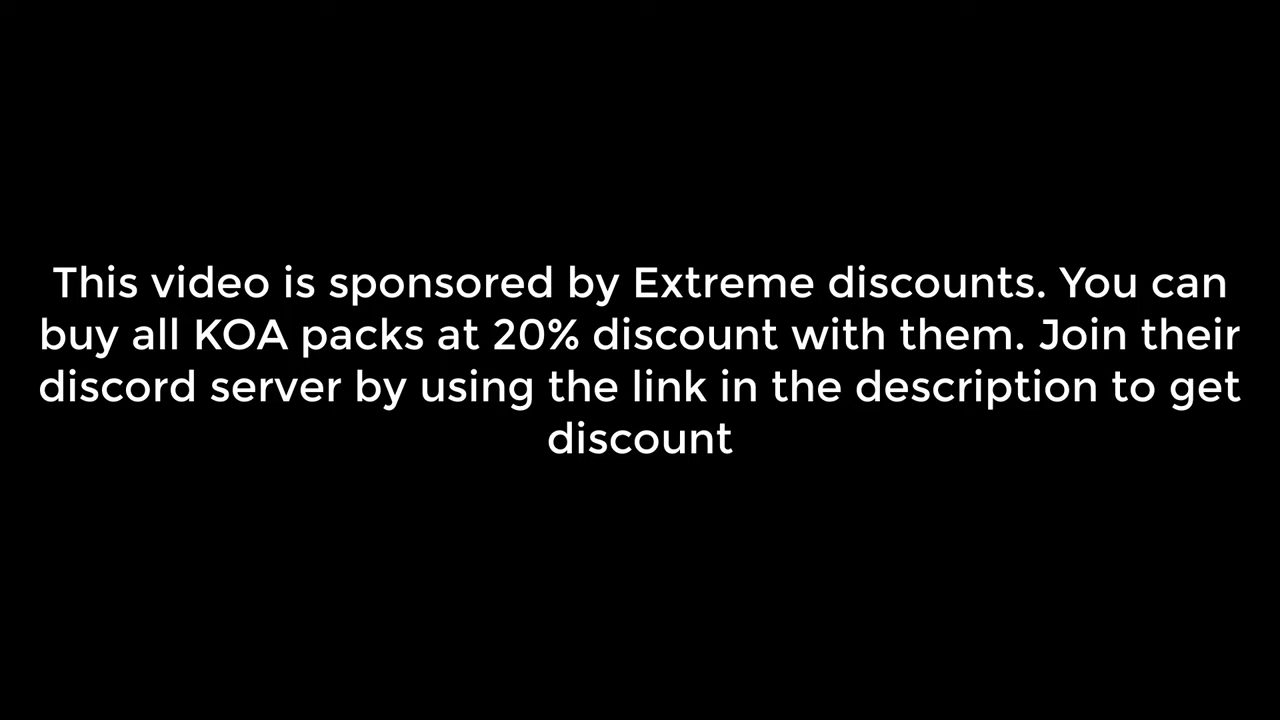 This video is sponsored by Extreme discounts. You can
buy all KOA packs at 20% discount with them. Join their
discord server by using the link in the description to get
discount